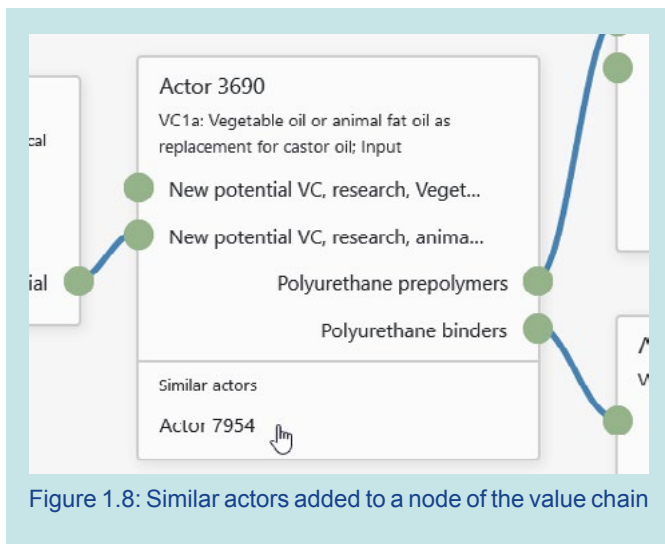 Actor 3690
VC1a: Vegetable oil or animal fat oil as
replacement for castor oil; Input
cal
New potential VC, research, Veget...
New potential VC, research, anima...
ial
Polyurethane prepolymers
Polyurethane binders
Similar actors
Actor 7954
Figure 1.8: Similar actors added to a node of the value chain